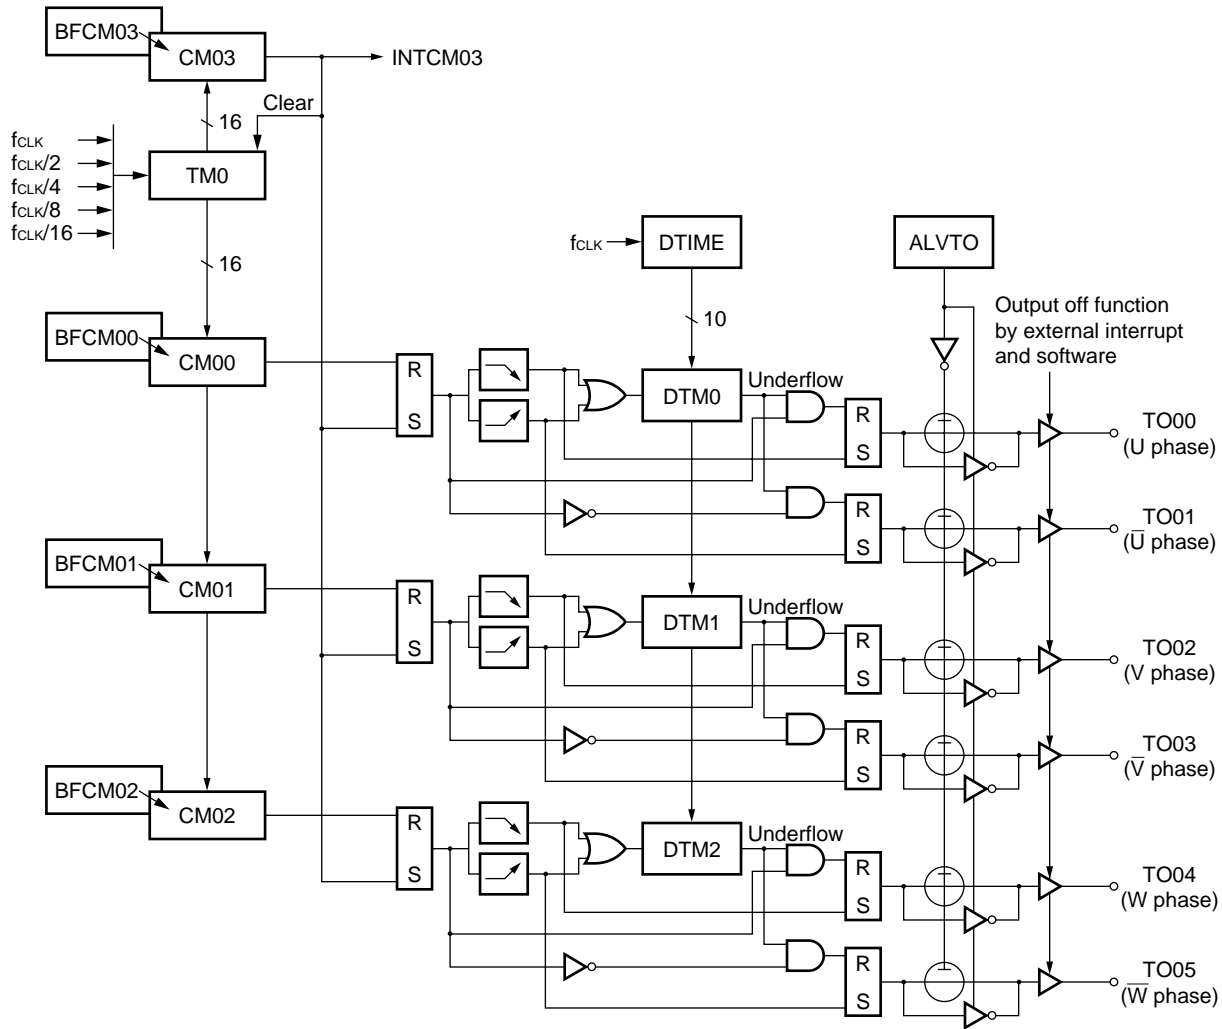 BFCM03
CM03
INTCM03
Clear
16
fCLK
fCLK/2
fCLK/4
fCLK/8
fCLK/16
TM0
16
fCLK
DTIME
ALVTO
10
Output off function
by external interrupt
and software
BFCM00
CM00
R
S
DTM0
Underflow
R
S
TO00
(U phase)
R
S
TO01
(U̅ phase)
BFCM01
CM01
R
S
DTM1
Underflow
R
S
TO02
(V phase)
R
S
TO03
(V̅ phase)
BFCM02
CM02
R
S
DTM2
Underflow
R
S
TO04
(W phase)
R
S
TO05
(W̅ phase)